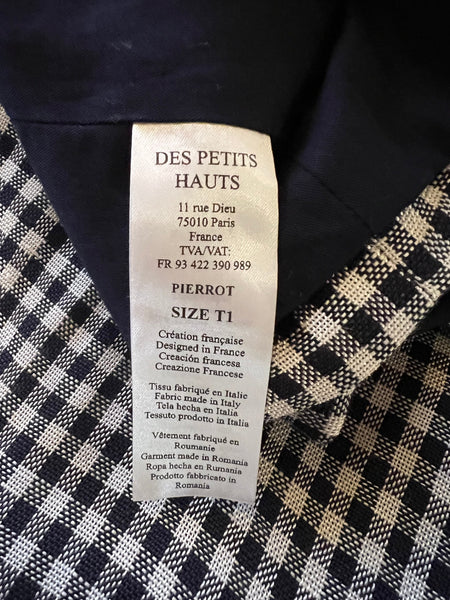 DES PETITS
HAUTS
11 rue Dieu
75010 Paris
France
TVA/VAT:
FR 93 422 390 989
PIERROT
SIZE T1
Création française
Designed in France
Creación francesa
Creazione Francese
Tissu fabriqué en Italie
Fabric made in Italy
Tela hecha en Italia
Tessuto prodotto in Italia
Vêtement fabriqué en
Roumanie
Garment made in Romania
Ropa hecha en Rumania
Prodotto fabbricato in
Romania